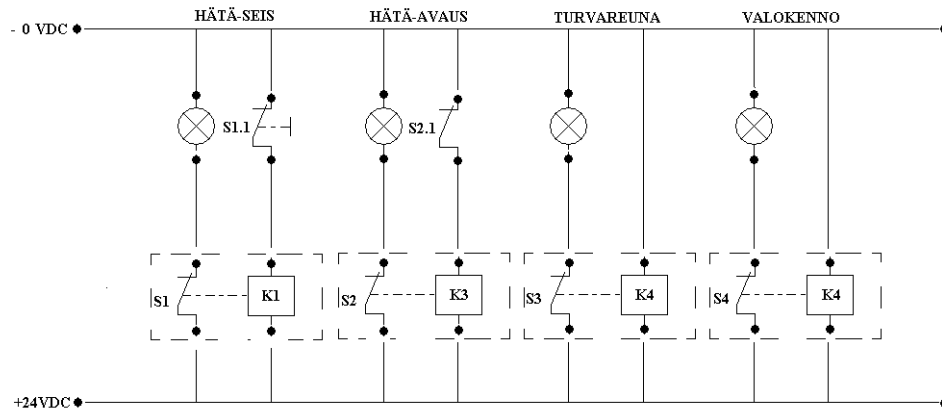 HÄTÄ-SEIS HÄTÄ-AVAUS TURVAREUNA VALOKENNO
- 0 VDC
S1.1 S2.1
S1 K1 S2 K3 S3 K4 S4 K4
+24VDC